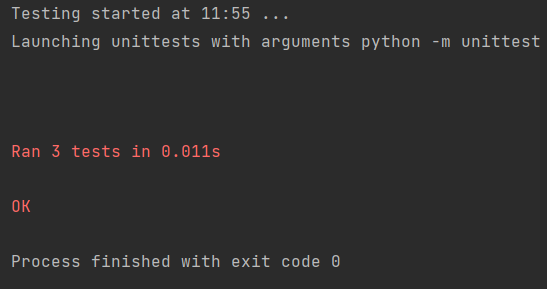 Testing started at 11:55 ...
Launching unittests with arguments python -m unittest
Ran 3 tests in 0.011s
OK
Process finished with exit code 0